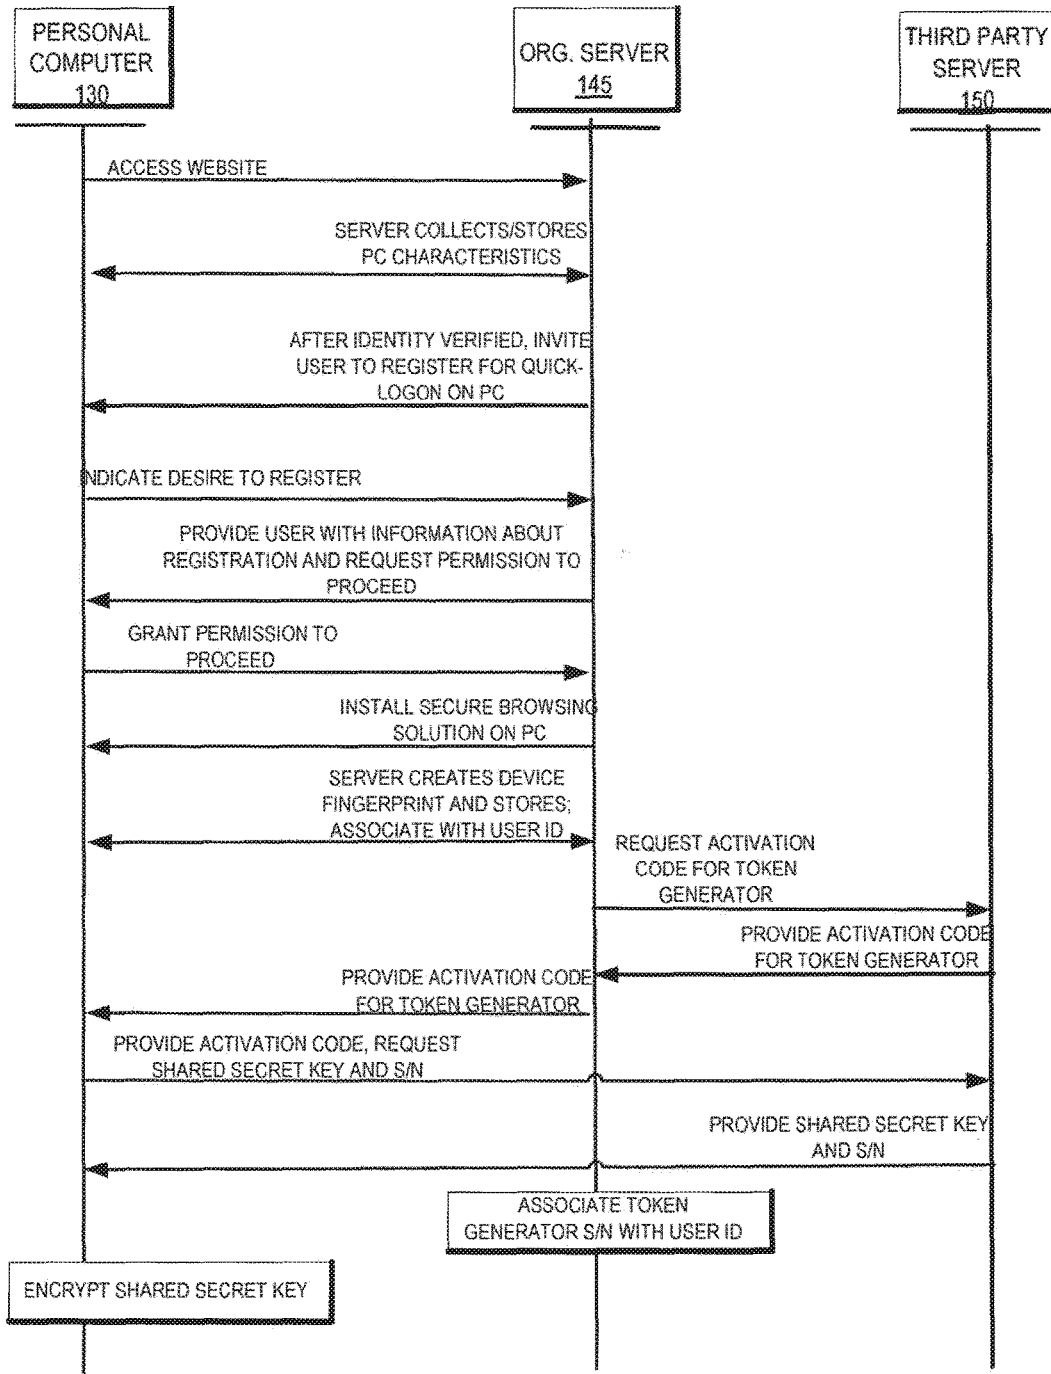 PERSONAL
COMPUTER
130
ORG. SERVER
145
THIRD PARTY
SERVER
150
ACCESS WEBSITE
SERVER COLLECTS/STORES
PC CHARACTERISTICS
AFTER IDENTITY VERIFIED, INVITE
USER TO REGISTER FOR QUICK-
LOGON ON PC
INDICATE DESIRE TO REGISTER
PROVIDE USER WITH INFORMATION ABOUT
REGISTRATION AND REQUEST PERMISSION TO
PROCEED
GRANT PERMISSION TO
PROCEED
INSTALL SECURE BROWSING
SOLUTION ON PC
SERVER CREATES DEVICE
FINGERPRINT AND STORES;
ASSOCIATE WITH USER ID
REQUEST ACTIVATION
CODE FOR TOKEN
GENERATOR
PROVIDE ACTIVATION CODE
FOR TOKEN GENERATOR
PROVIDE ACTIVATION CODE
FOR TOKEN GENERATOR
PROVIDE ACTIVATION CODE, REQUEST
SHARED SECRET KEY AND S/N
PROVIDE SHARED SECRET KEY
AND S/N
ASSOCIATE TOKEN
GENERATOR S/N WITH USER ID
ENCRYPT SHARED SECRET KEY